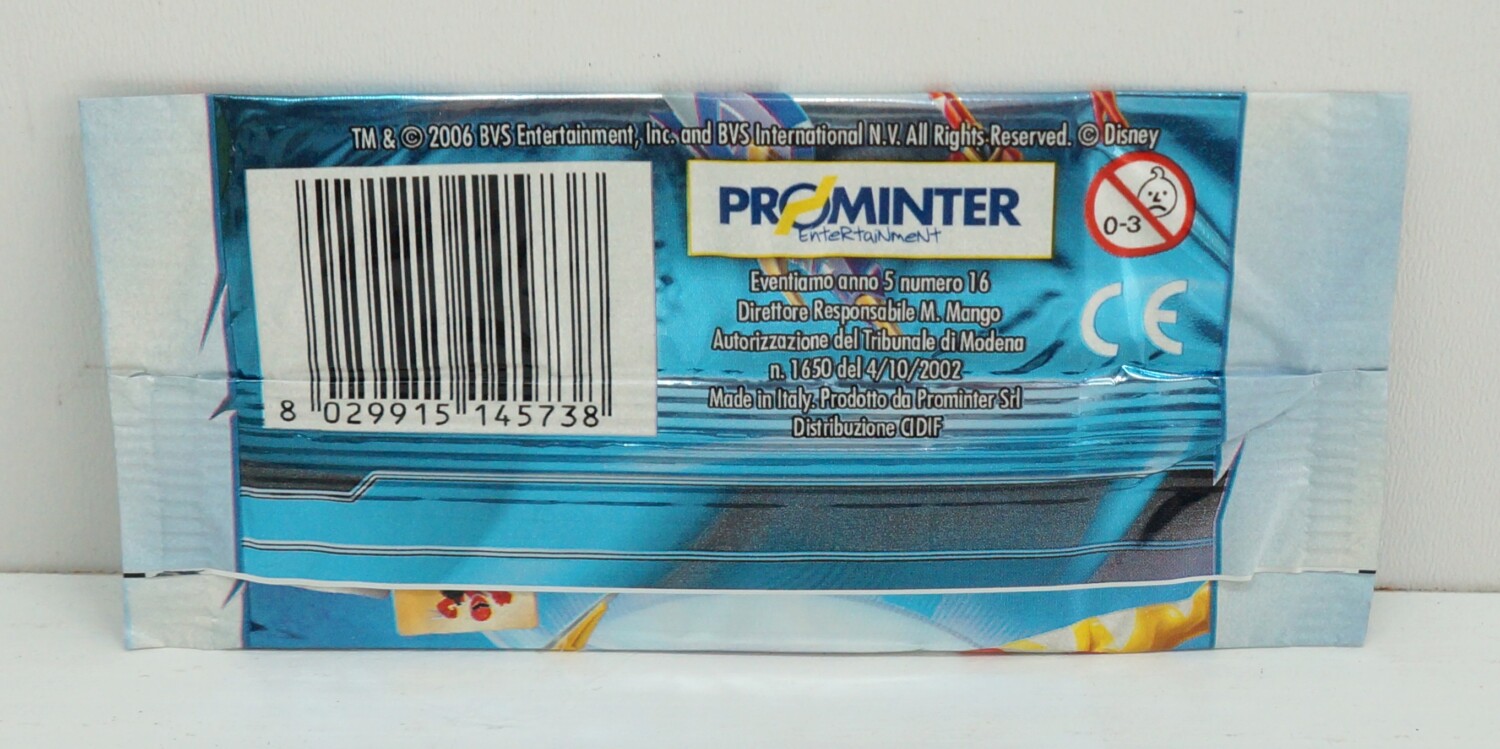 TM & © 2006 BVS Entertainment, Inc. and BVS International N.V. All Rights Reserved. © Disney
PROMINTER
EnteRtaiNmeNt
0-3
Eventiamo anno 5 numero 16
Direttore Responsabile M. Mango
Autorizzazione del Tribunale di Modena
n. 1650 del 4/10/2002
Made in Italy. Prodotto da Prominter Srl
Distribuzione CIDIF
CE
8 029915 145738